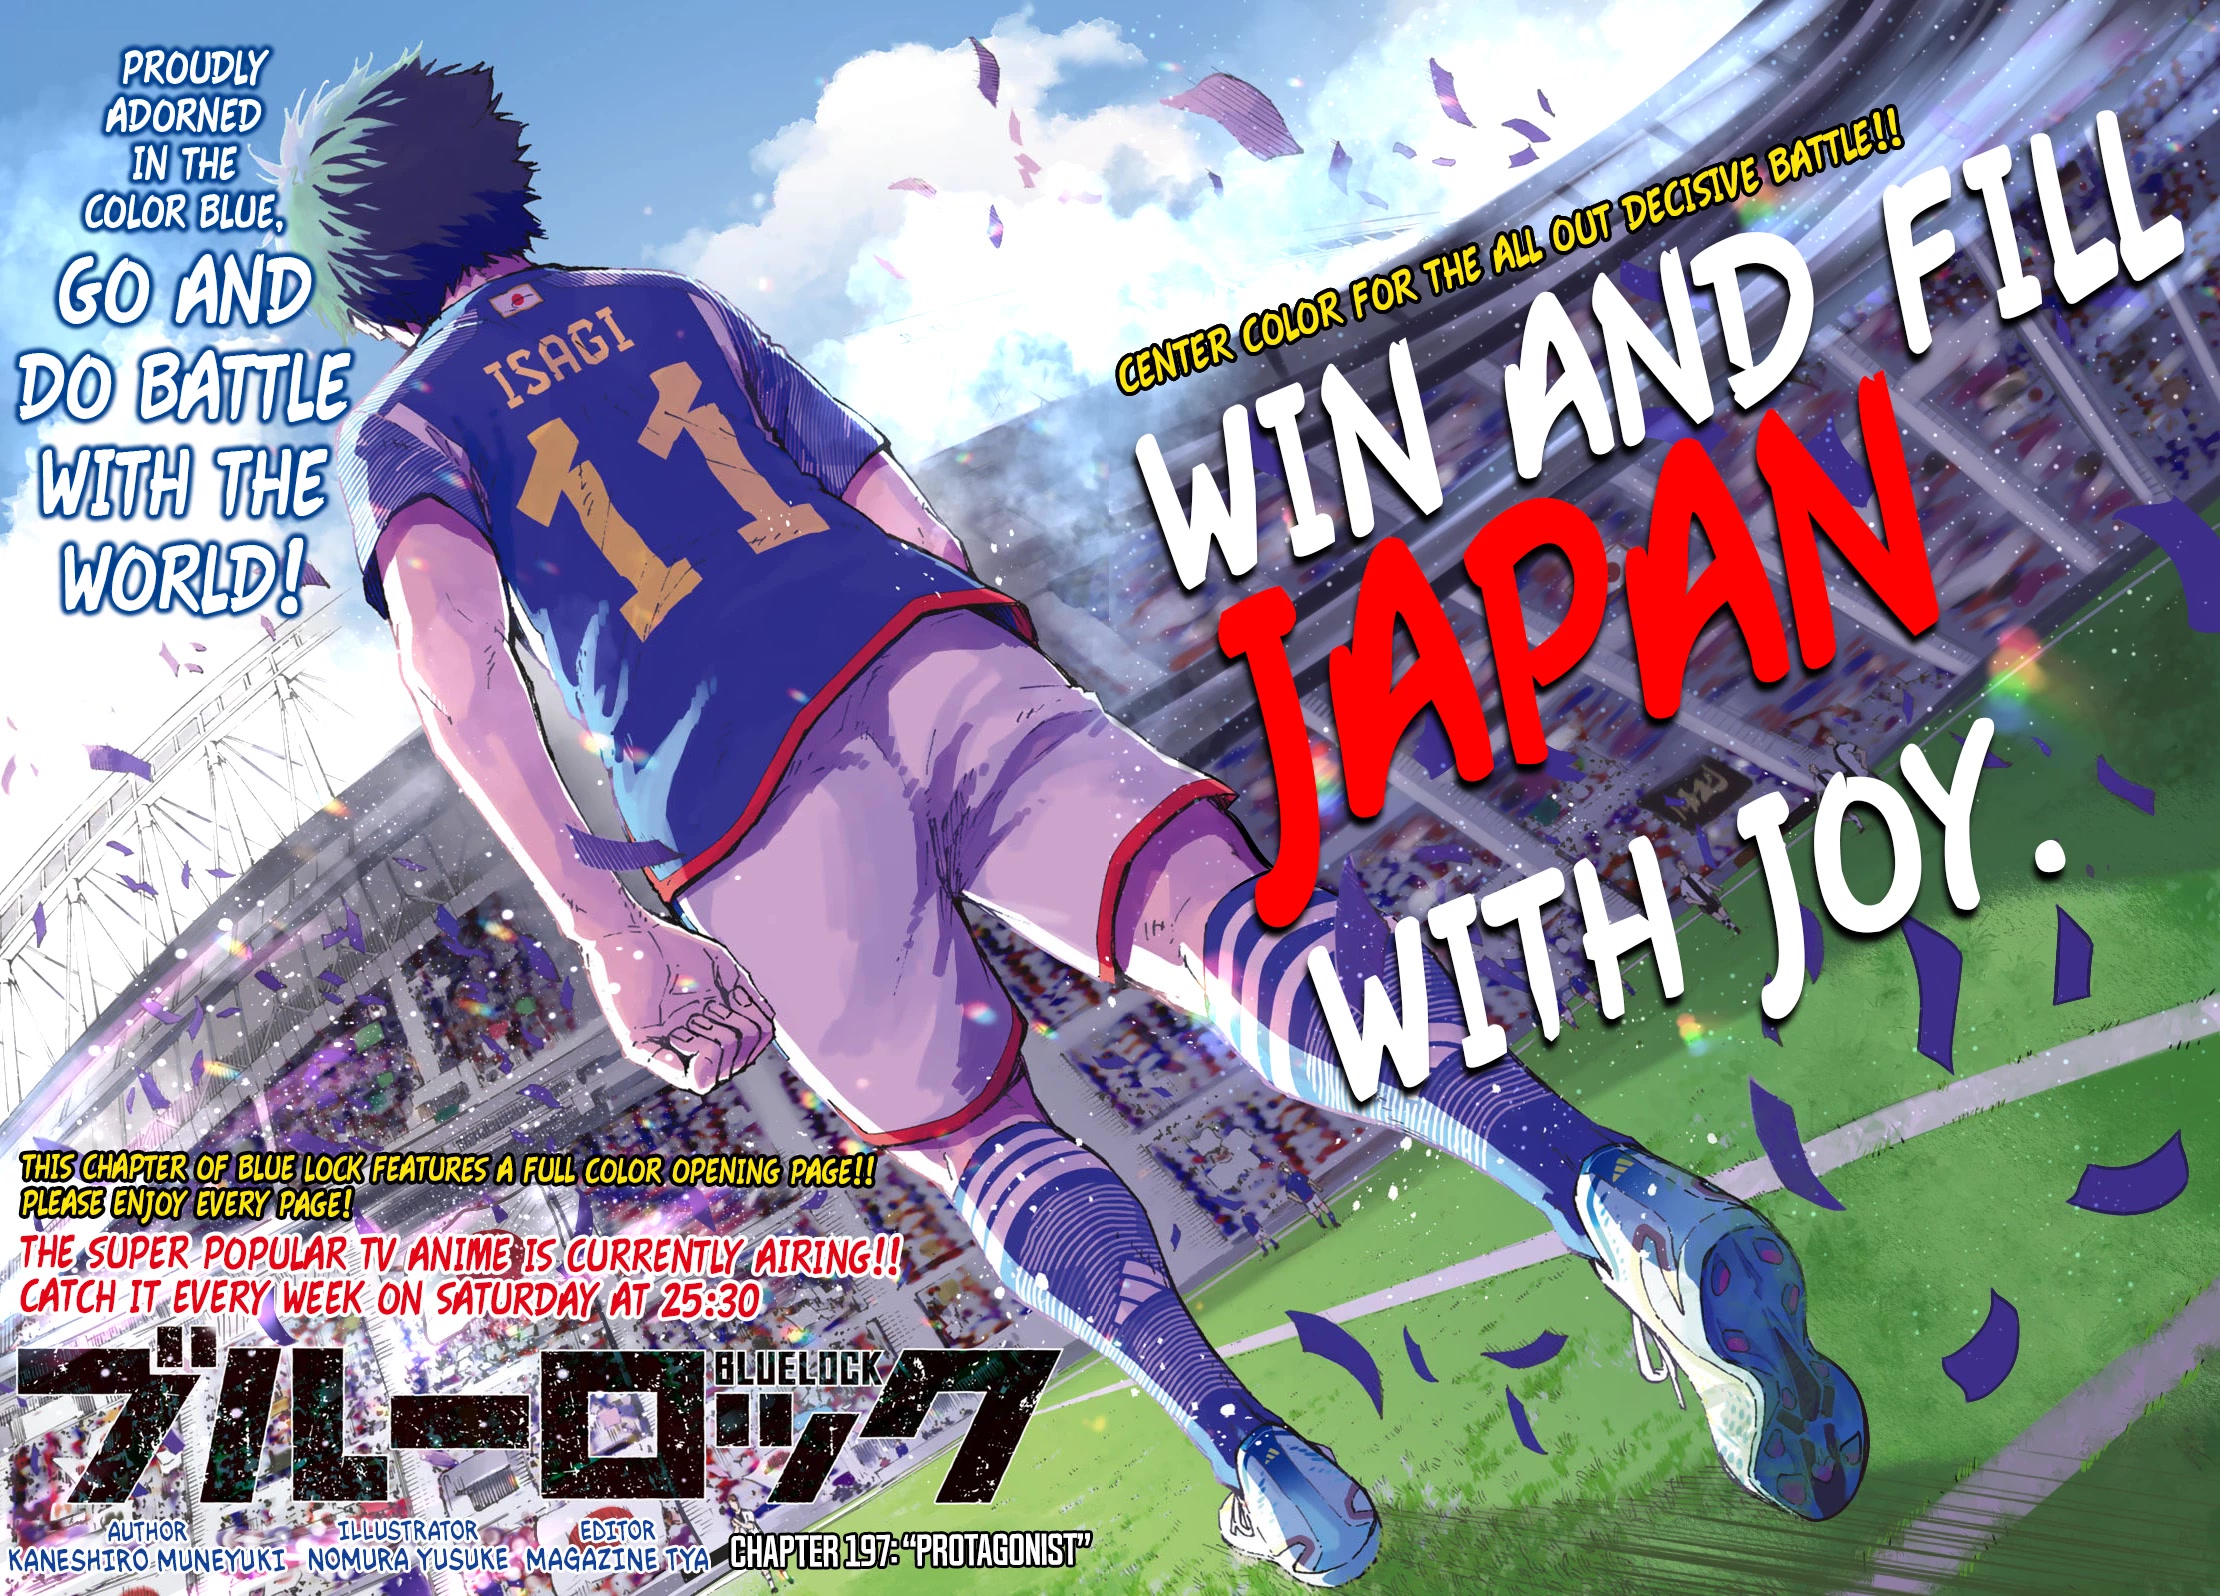 PROUDLY
ADORNED
IN THE
COLOR BLUE,
GO AND
DO BATTLE
WITH THE
WORLD!
CENTER COLOR FOR THE ALL OUT DECISIVE BATTLE!!
WIN AND FILL
JAPAN
WITH JOY.
ISAGI
11
THIS CHAPTER OF BLUE LOCK FEATURES A FULL COLOR OPENING PAGE!!
PLEASE ENJOY EVERY PAGE!
THE SUPER POPULAR TV ANIME IS CURRENTLY AIRING!!
CATCH IT EVERY WEEK ON SATURDAY AT 25:30
ブルーロック
BLUELOCK
AUTHOR
KANESHIRO MUNEYUKI
ILLUSTRATOR
NOMURA YUSUKE
EDITOR
MAGAZINE TYA
CHAPTER 197: “PROTAGONIST”